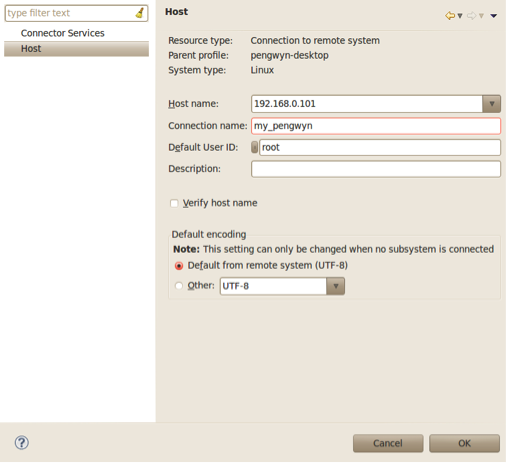 type filter text
Connector Services
Host
Host
Resource type: Connection to remote system
Parent profile: pengwyn-desktop
System type: Linux
Host name: 192.168.0.101
Connection name: my_pengwyn
Default User ID: root
Description:
Verify host name
Default encoding
Note: This setting can only be changed when no subsystem is connected
Default from remote system (UTF-8)
Other: UTF-8
?
Cancel OK